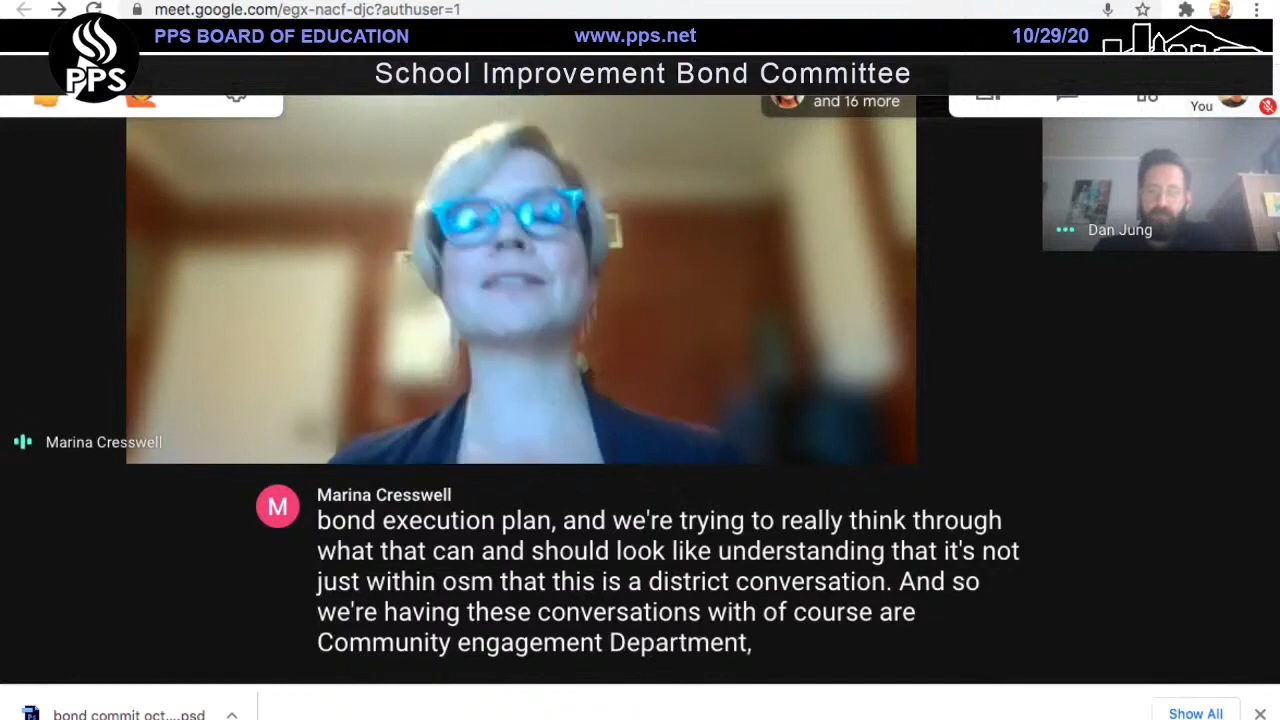 meet.google.com/egx-nacf-djc?authuser=1
PPS BOARD OF EDUCATION
www.pps.net
10/29/20
PPS
School Improvement Bond Committee
and 16 more
You
Dan Jung
Marina Cresswell
M
Marina Cresswell
bond execution plan, and we're trying to really think through
what that can and should look like understanding that it's not
just within osm that this is a district conversation. And so
we're having these conversations with of course are
Community engagement Department,
bond commit oct....psd
Show All